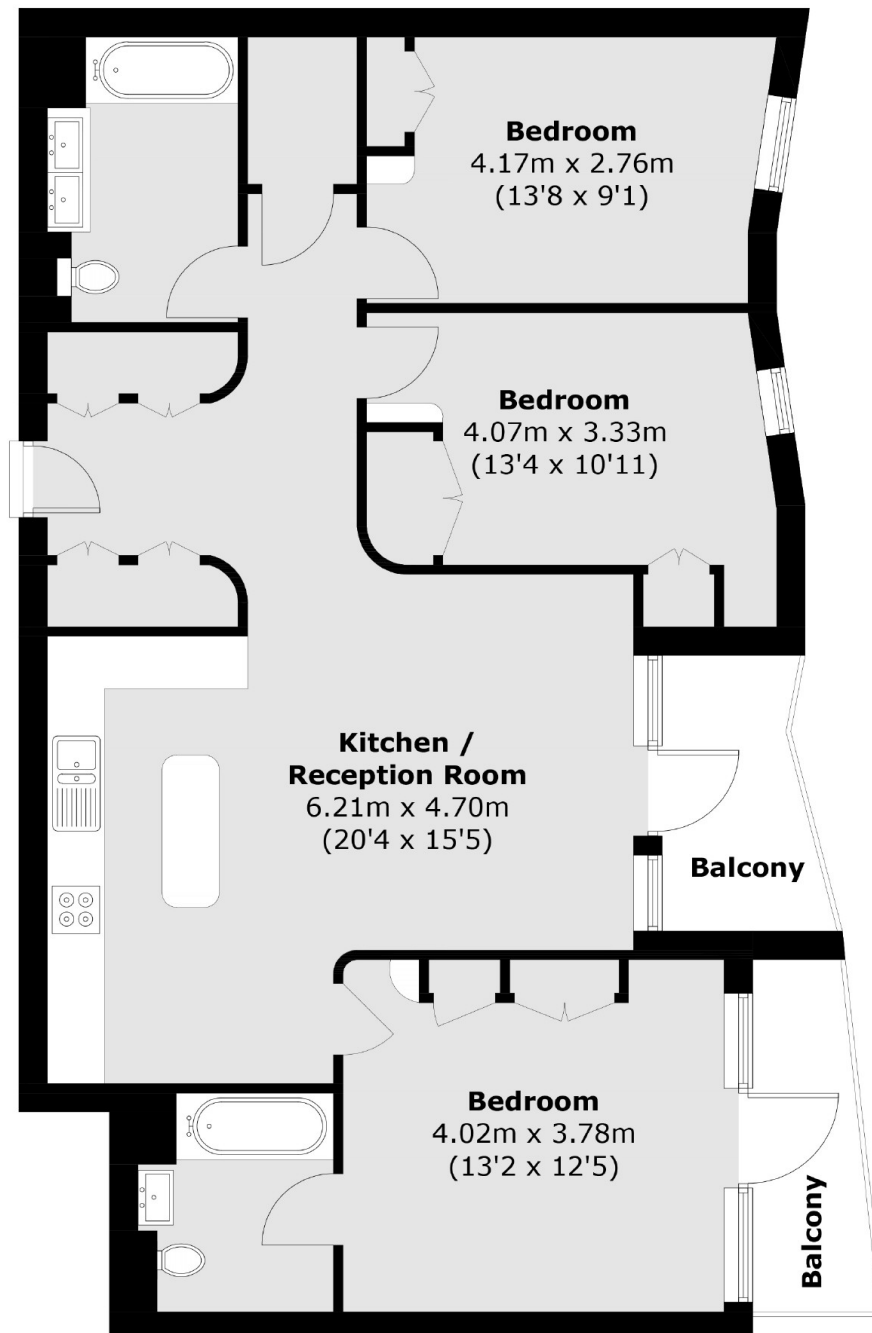 Bedroom
4.17m x 2.76m
(13'8 x 9'1)
Bedroom
4.07m x 3.33m
(13'4 x 10'11)
Kitchen /
Reception Room
6.21m x 4.70m
(20'4 x 15'5)
Balcony
Bedroom
4.02m x 3.78m
(13'2 x 12'5)
Balcony